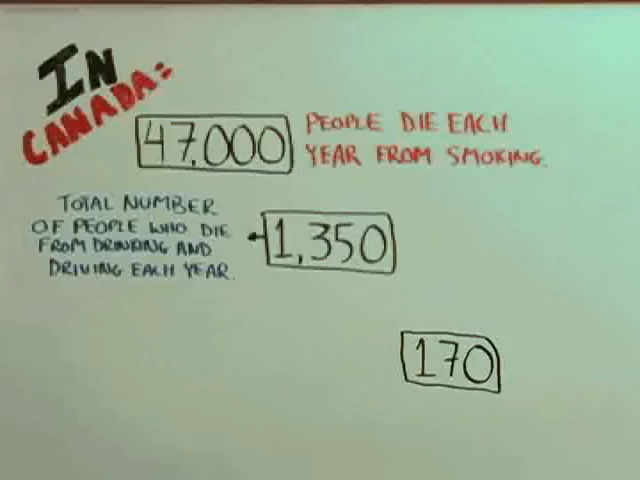 IN
CANADA:
47,000
PEOPLE DIE EACH
YEAR FROM SMOKING.
TOTAL NUMBER
OF PEOPLE WHO DIE
FROM DRINKING AND
DRIVING EACH YEAR.
1,350
170